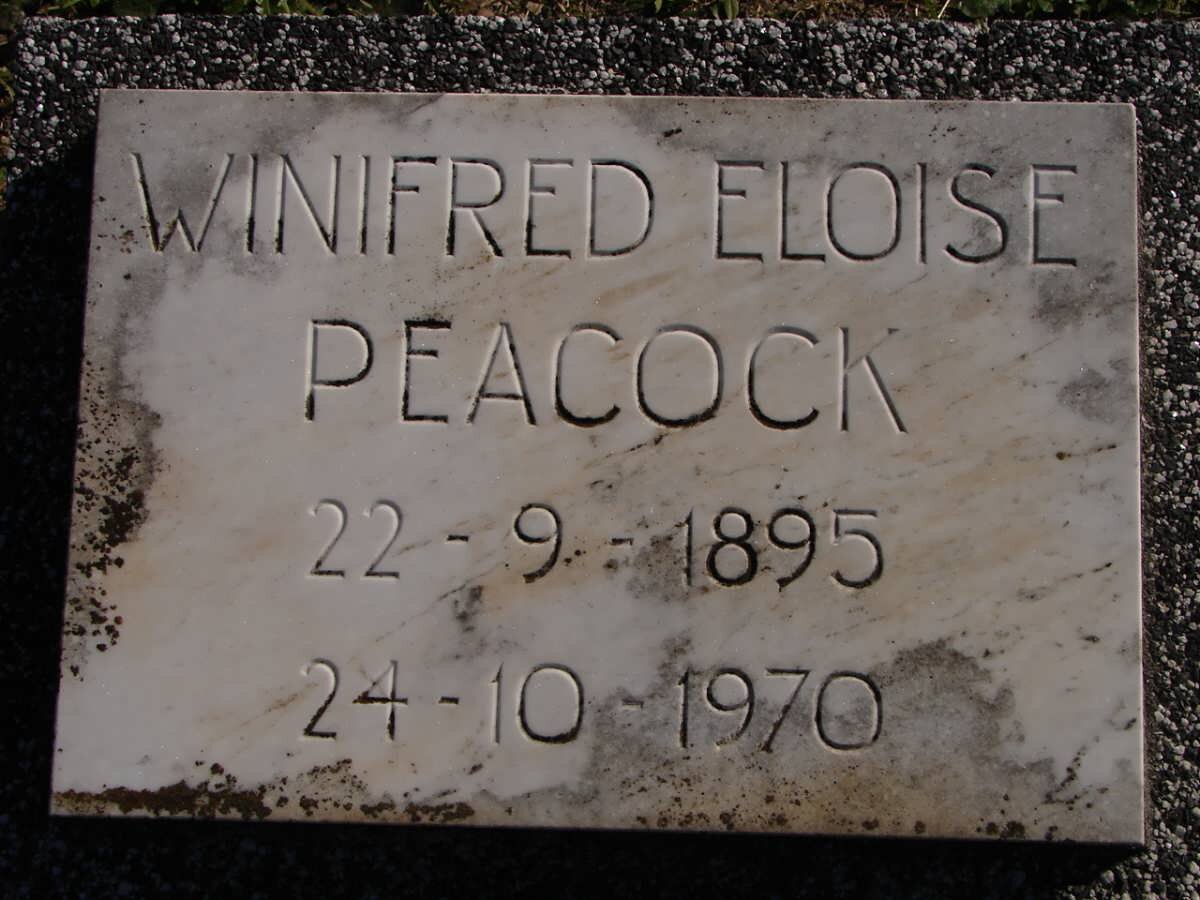 WINIFRED ELOISE
PEACOCK
22 - 9 - 1895
24 - 10 - 1970